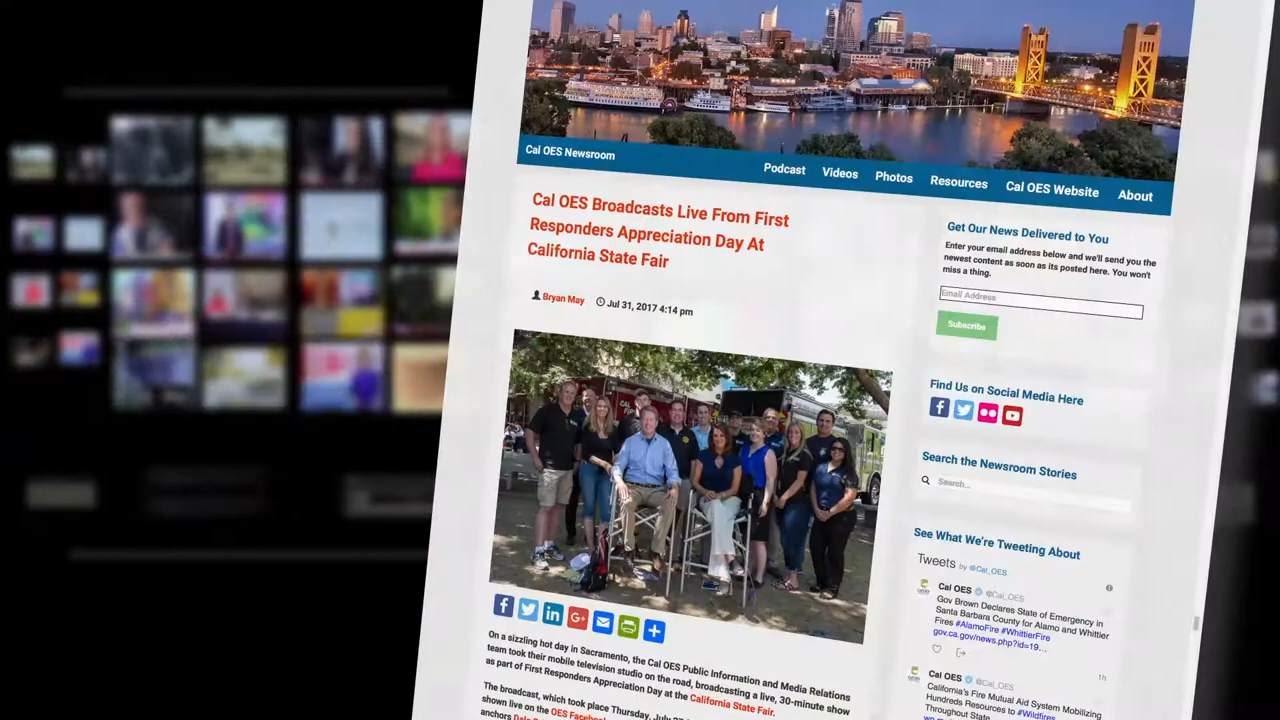 Cal OES Newsroom
Podcast
Videos
Photos
Resources
Cal OES Website
About
Cal OES Broadcasts Live From First
Responders Appreciation Day At
California State Fair
Bryan May
Jul 31, 2017 4:14 pm
On a sizzling hot day in Sacramento, the Cal OES Public Information and Media Relations
team took their mobile television studio on the road, broadcasting a live, 30-minute show
as part of First Responders Appreciation Day at the California State Fair.
The broadcast, which took place Thursday, July
shown live on the OES Facebook
anchors
Get Our News Delivered to You
Enter your email address below and we'll send you the
newest content as soon as its posted here. You won't
miss a thing.
Email Address
Subscribe
Find Us on Social Media Here
Search the Newsroom Stories
Search...
See What We're Tweeting About
Tweets by @Cal_OES
Cal OES @Cal_OES
Gov Brown Declares State of Emergency in
Santa Barbara County for Alamo and Whittier
Fires #AlamoFire #WhittierFire
gov.ca.gov/news.php?id=19...
1h
Cal OES @Cal_OES
California's Fire Mutual Aid System Mobilizing
Hundreds Resources to #Wildfires
Throughout State